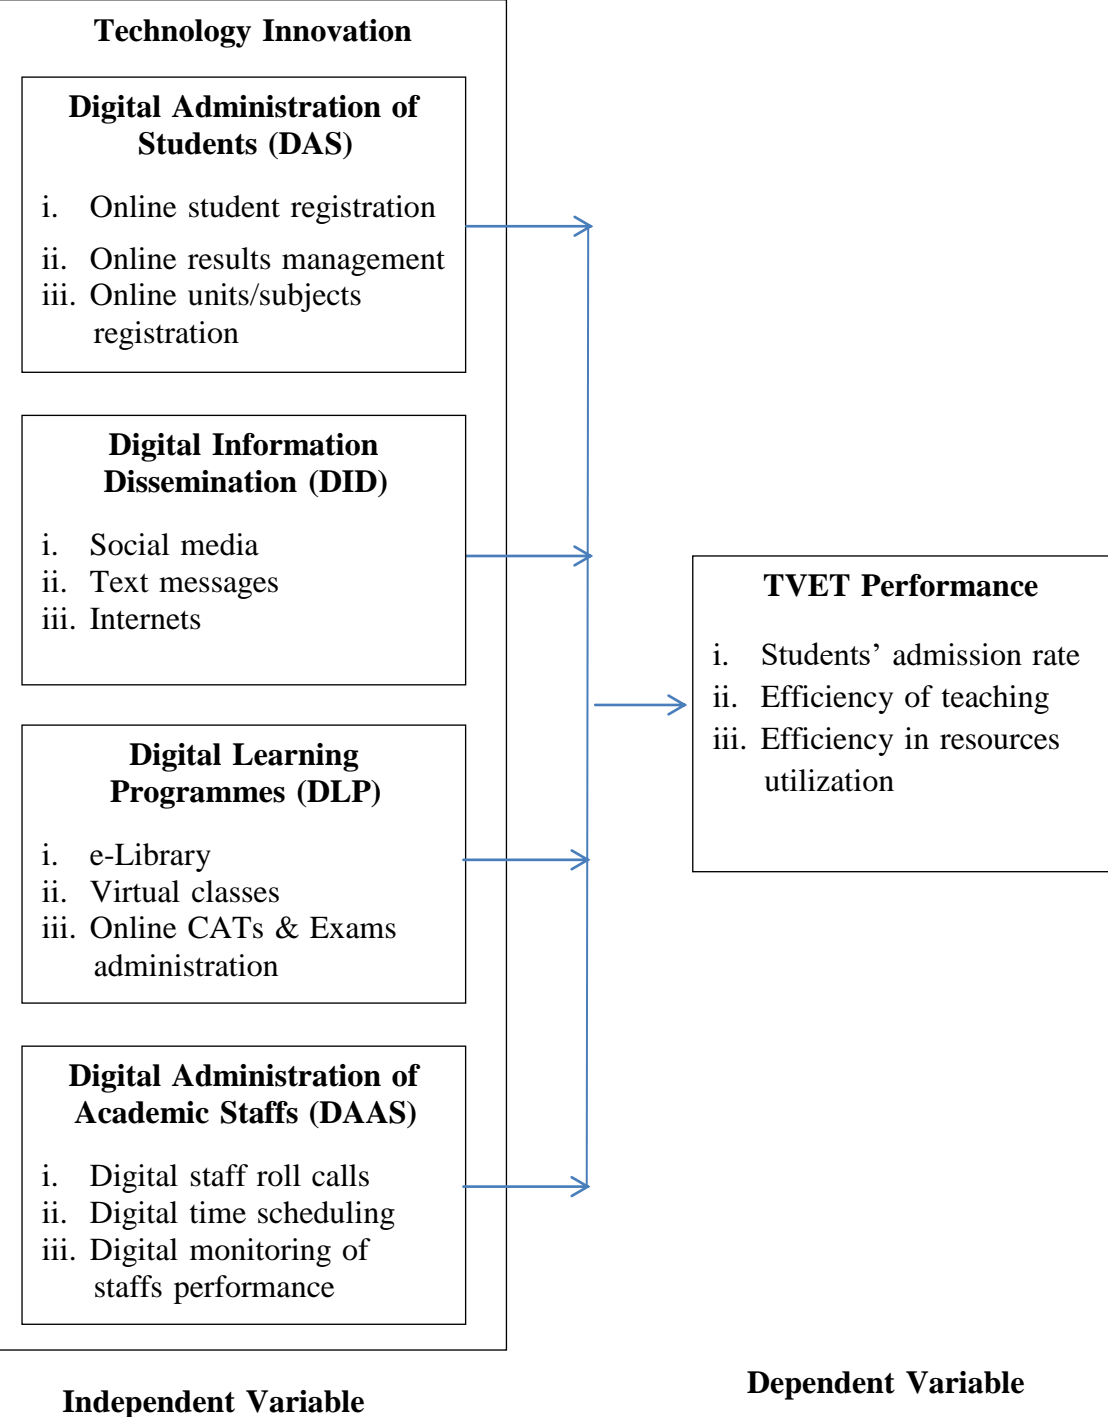 Technology Innovation
Digital Administration of
Students (DAS)
i. Online student registration
ii. Online results management
iii. Online units/subjects
registration
Digital Information
Dissemination (DID)
i. Social media
ii. Text messages
iii. Internets
Digital Learning
Programmes (DLP)
i. e-Library
ii. Virtual classes
iii. Online CATs & Exams
administration
Digital Administration of
Academic Staffs (DAAS)
i. Digital staff roll calls
ii. Digital time scheduling
iii. Digital monitoring of
staffs performance
Independent Variable
TVET Performance
i. Students’ admission rate
ii. Efficiency of teaching
iii. Efficiency in resources
utilization
Dependent Variable